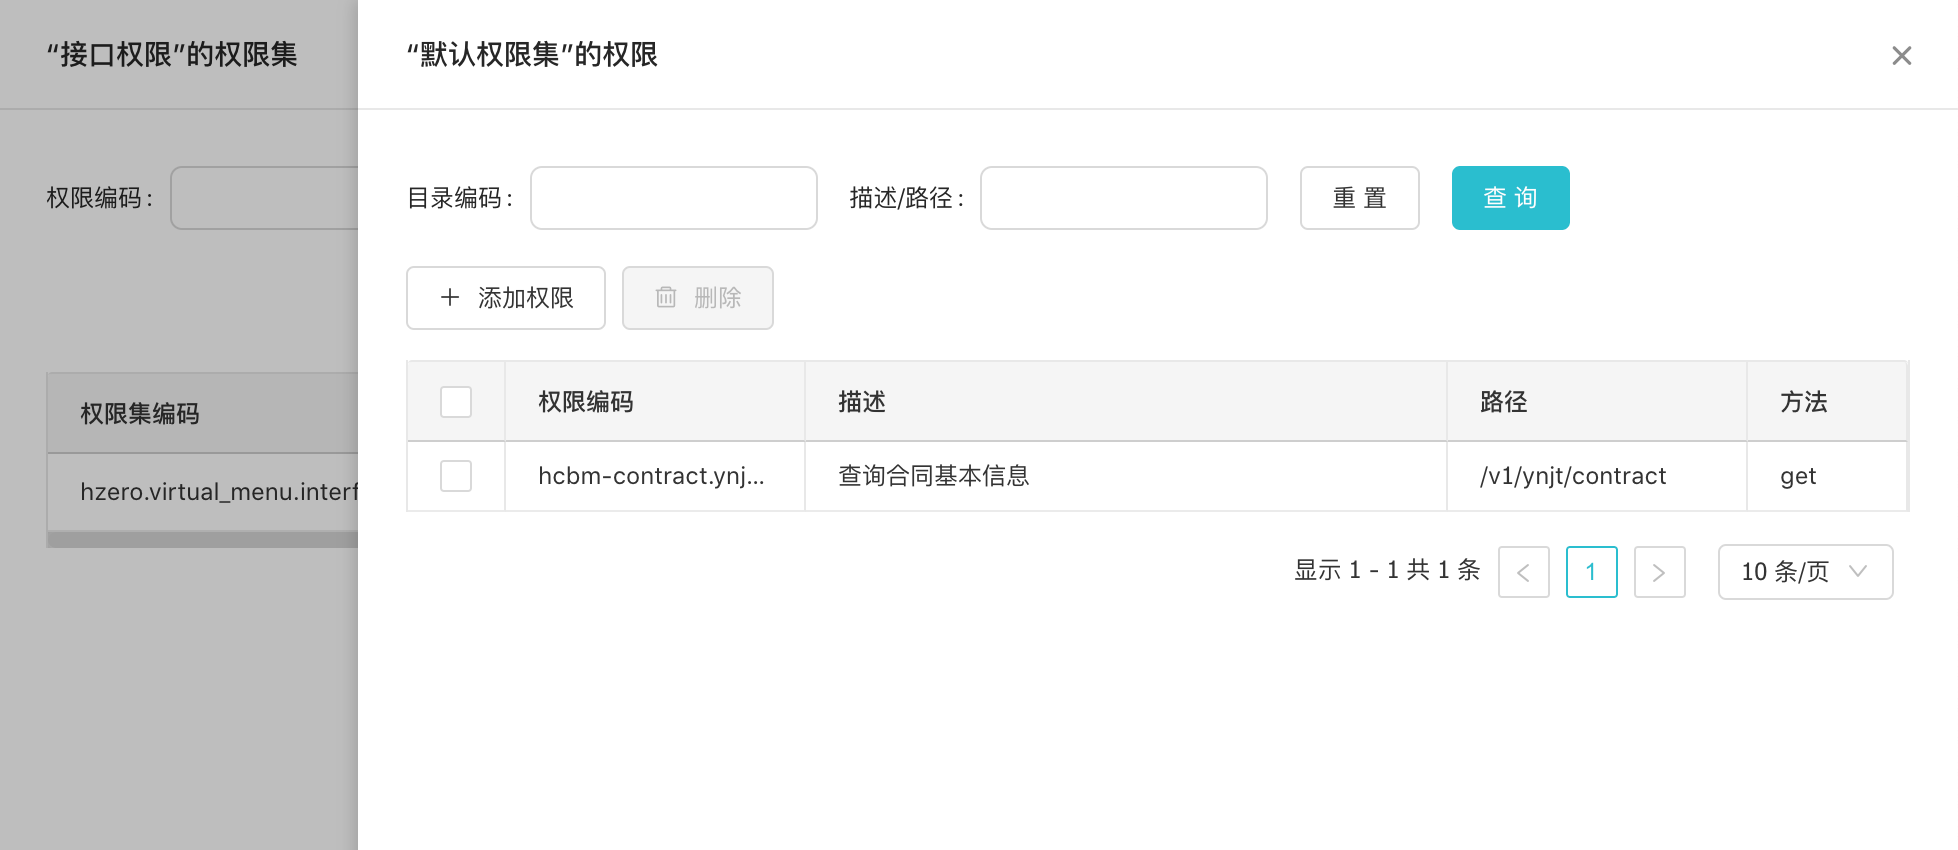 “接口权限”的权限集
权限编码 :
权限集编码
hzero.virtual_menu.interf
“默认权限集”的权限
目录编码 :
描述/路径 :
重 置
查 询
添加权限
删除
权限编码 描述 路径 方法
hcbm-contract.ynj... 查询合同基本信息 /v1/ynjt/contract get
显示 1 - 1 共 1 条
1
10 条/页